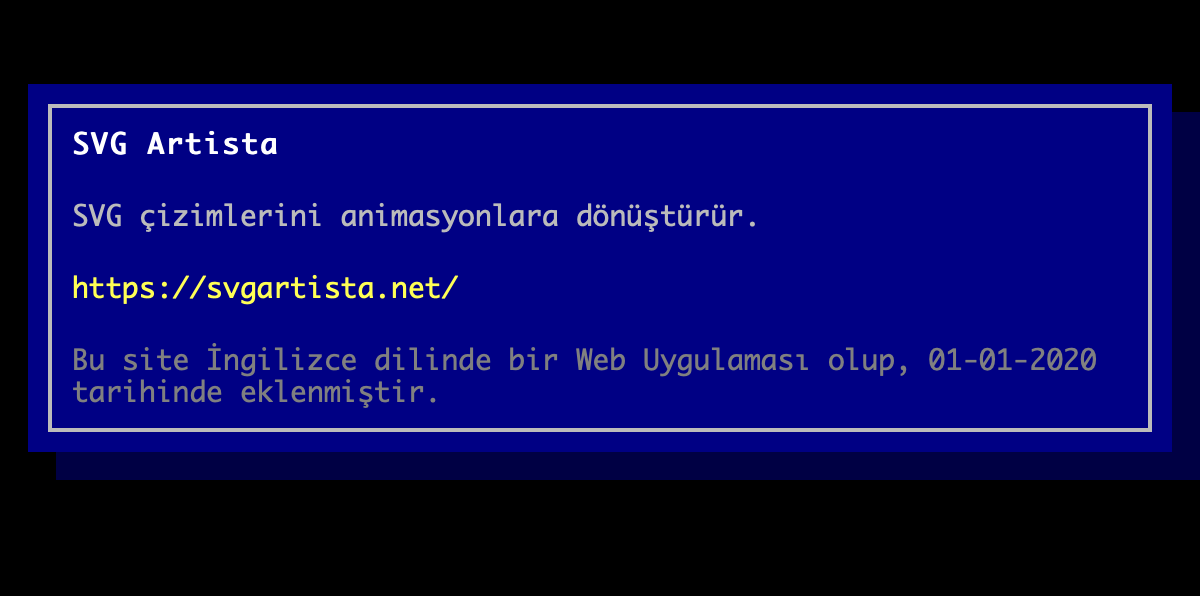 SVG Artista
SVG çizimlerini animasyonlara dönüştürür.
https://svgartista.net/
Bu site İngilizce dilinde bir Web Uygulaması olup, 01-01-2020
tarihinde eklenmiştir.